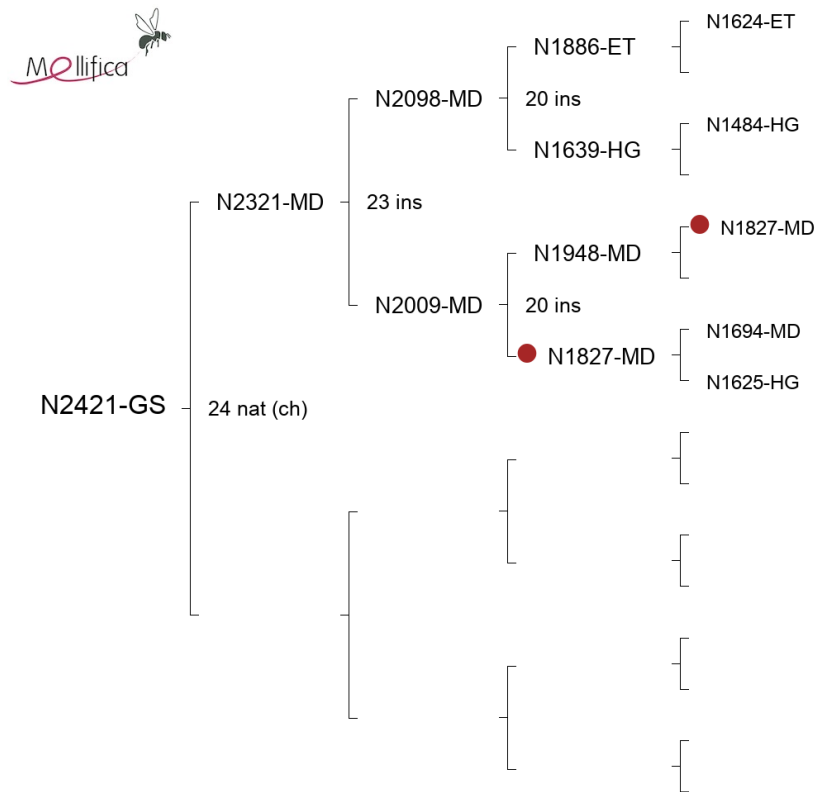 Mellifica
N1624-ET
N1886-ET
N2098-MD
20 ins
N1484-HG
N1639-HG
N2321-MD
23 ins
N1827-MD
N1948-MD
N2009-MD
20 ins
N1694-MD
N1827-MD
N1625-HG
N2421-GS
24 nat (ch)